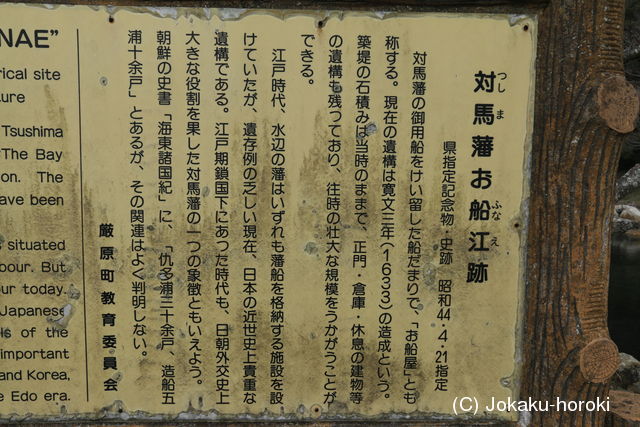 対馬藩お船江跡
つしま
ふなえ
県指定記念物・史跡 昭和44・4・21指定
対馬藩の御用船をけい留した船だまりで、「お船屋」とも
称する。現在の遺構は寛文三年(1633)の造成という。
築堤の石積みは当時のままで、正門・倉庫・休息の建物等
の遺構も残っており、往時の壮大な規模をうかがうことが
できる。
江戸時代、水辺の藩はいずれも藩船を格納する施設を設
けていたが、遺存例の乏しい現在、日本の近世史上貴重な
遺構である。江戸期鎖国下にあった時代も、日朝外交史上
大きな役割を果した対馬藩の一つの象徴ともいえよう。
朝鮮の史書「海東諸国紀」に、「仇多浦三十余戸、造船五
浦十余戸」とあるが、その関連はよく判明しない。
厳原町教育委員会
NAE"
rical site
ture
Tsushima
"The Bay
on. The
ave been
s situated
our. But
ur today.
Japanese
ls of the
important
and Korea,
e Edo era.
(C) Jokaku-horoki